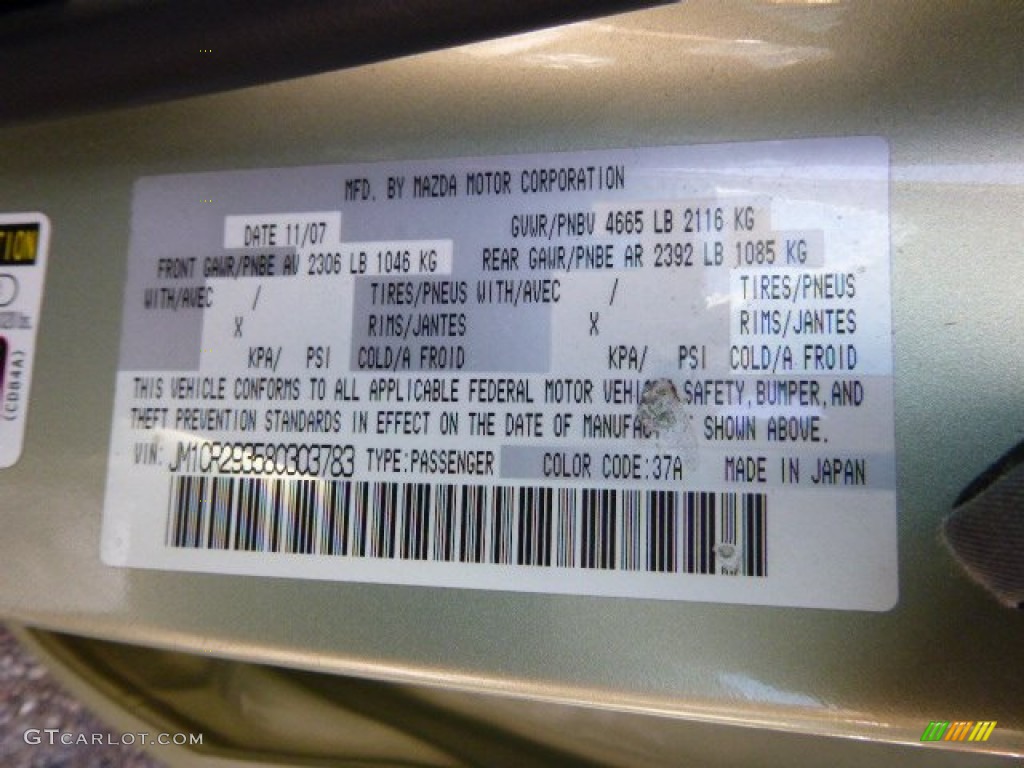 MFD. BY MAZDA MOTOR CORPORATION
DATE 11/07 GVWR/PNBV 4665 LB 2116 KG
FRONT GAWR/PNBE AV 2306 LB 1046 KG REAR GAWR/PNBE AR 2392 LB 1085 KG
WITH/AVEC / TIRES/PNEUS WITH/AVEC / TIRES/PNEUS
X RIMS/JANTES X RIMS/JANTES
KPA/ PSI COLD/A FROID KPA/ PSI COLD/A FROID
THIS VEHICLE CONFORMS TO ALL APPLICABLE FEDERAL MOTOR VEHICLE SAFETY, BUMPER, AND
THEFT PREVENTION STANDARDS IN EFFECT ON THE DATE OF MANUFACT SHOWN ABOVE.
VIN: JM1CR293580303783 TYPE:PASSENGER COLOR CODE:37A MADE IN JAPAN
TION
(CDB4A)
GTCARLOT.COM